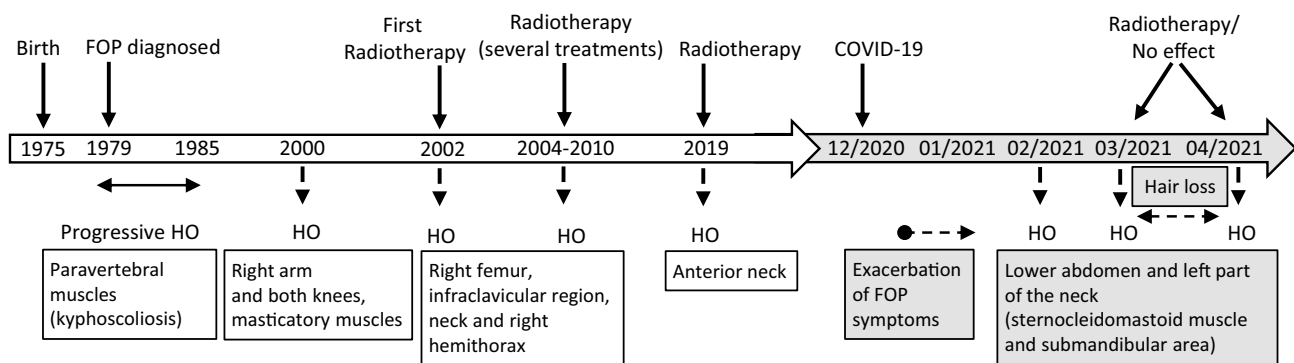 Birth
FOP diagnosed
First
Radiotherapy
Radiotherapy
(several treatments)
Radiotherapy
COVID-19
Radiotherapy/
No effect
1975
1979
1985
2000
2002
2004-2010
2019
12/2020
01/2021
02/2021
03/2021
04/2021
Hair loss
Progressive HO
HO
HO
HO
HO
HO
HO
HO
Paravertebral
muscles
(kyphoscoliosis)
Right arm
and both knees,
masticatory muscles
Right femur,
infraclavicular region,
neck and right
hemithorax
Anterior neck
Exacerbation
of FOP
symptoms
Lower abdomen and left part
of the neck
(sternocleidomastoid muscle
and submandibular area)